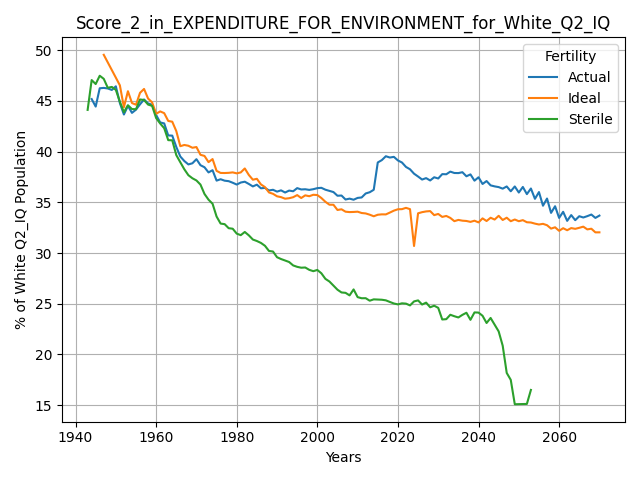 Score_2_in_EXPENDITURE_FOR_ENVIRONMENT_for_White_Q2_IQ
% of White Q2_IQ Population
50
45
40
35
30
25
20
15
Fertility
Actual
Ideal
Sterile
1940 1960 1980 2000 2020 2040 2060
Years